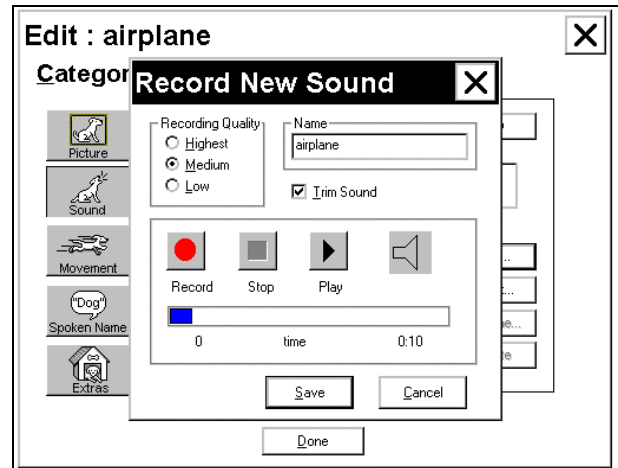 Edit : airplane
Categor
Record New Sound
Picture
Sound
Movement
"Dog"
Spoken Name
Extras
Recording Quality
Highest
Medium
Low
Name
airplane
Trim Sound
Record Stop Play
0 time 0:10
Save Cancel
...
...
e...
e
Done